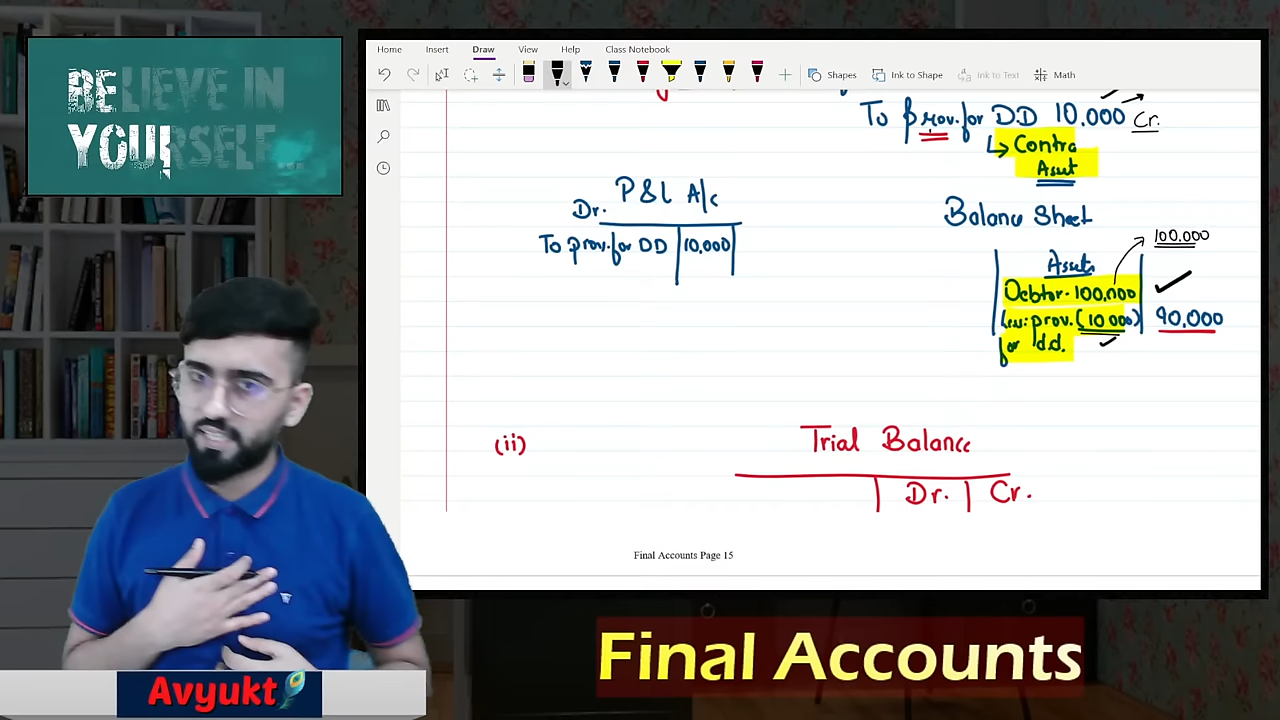 BELIEVE IN
YOURSELF...
Home Insert Draw View Help Class Notebook
Shapes Ink to Shape Ink to Text Math
To prov. for D.D 10,000 Cr.
↳ Contra
Asset
P & L A/c
Dr.
To prov. for DD 10,000
Balance Sheet
100,000
Assets
Debtor - 100,000
Less: prov. (10 000) 90,000
for d.d.
(ii) Trial Balance
Dr. Cr.
Final Accounts Page 15
Final Accounts
Avyukt